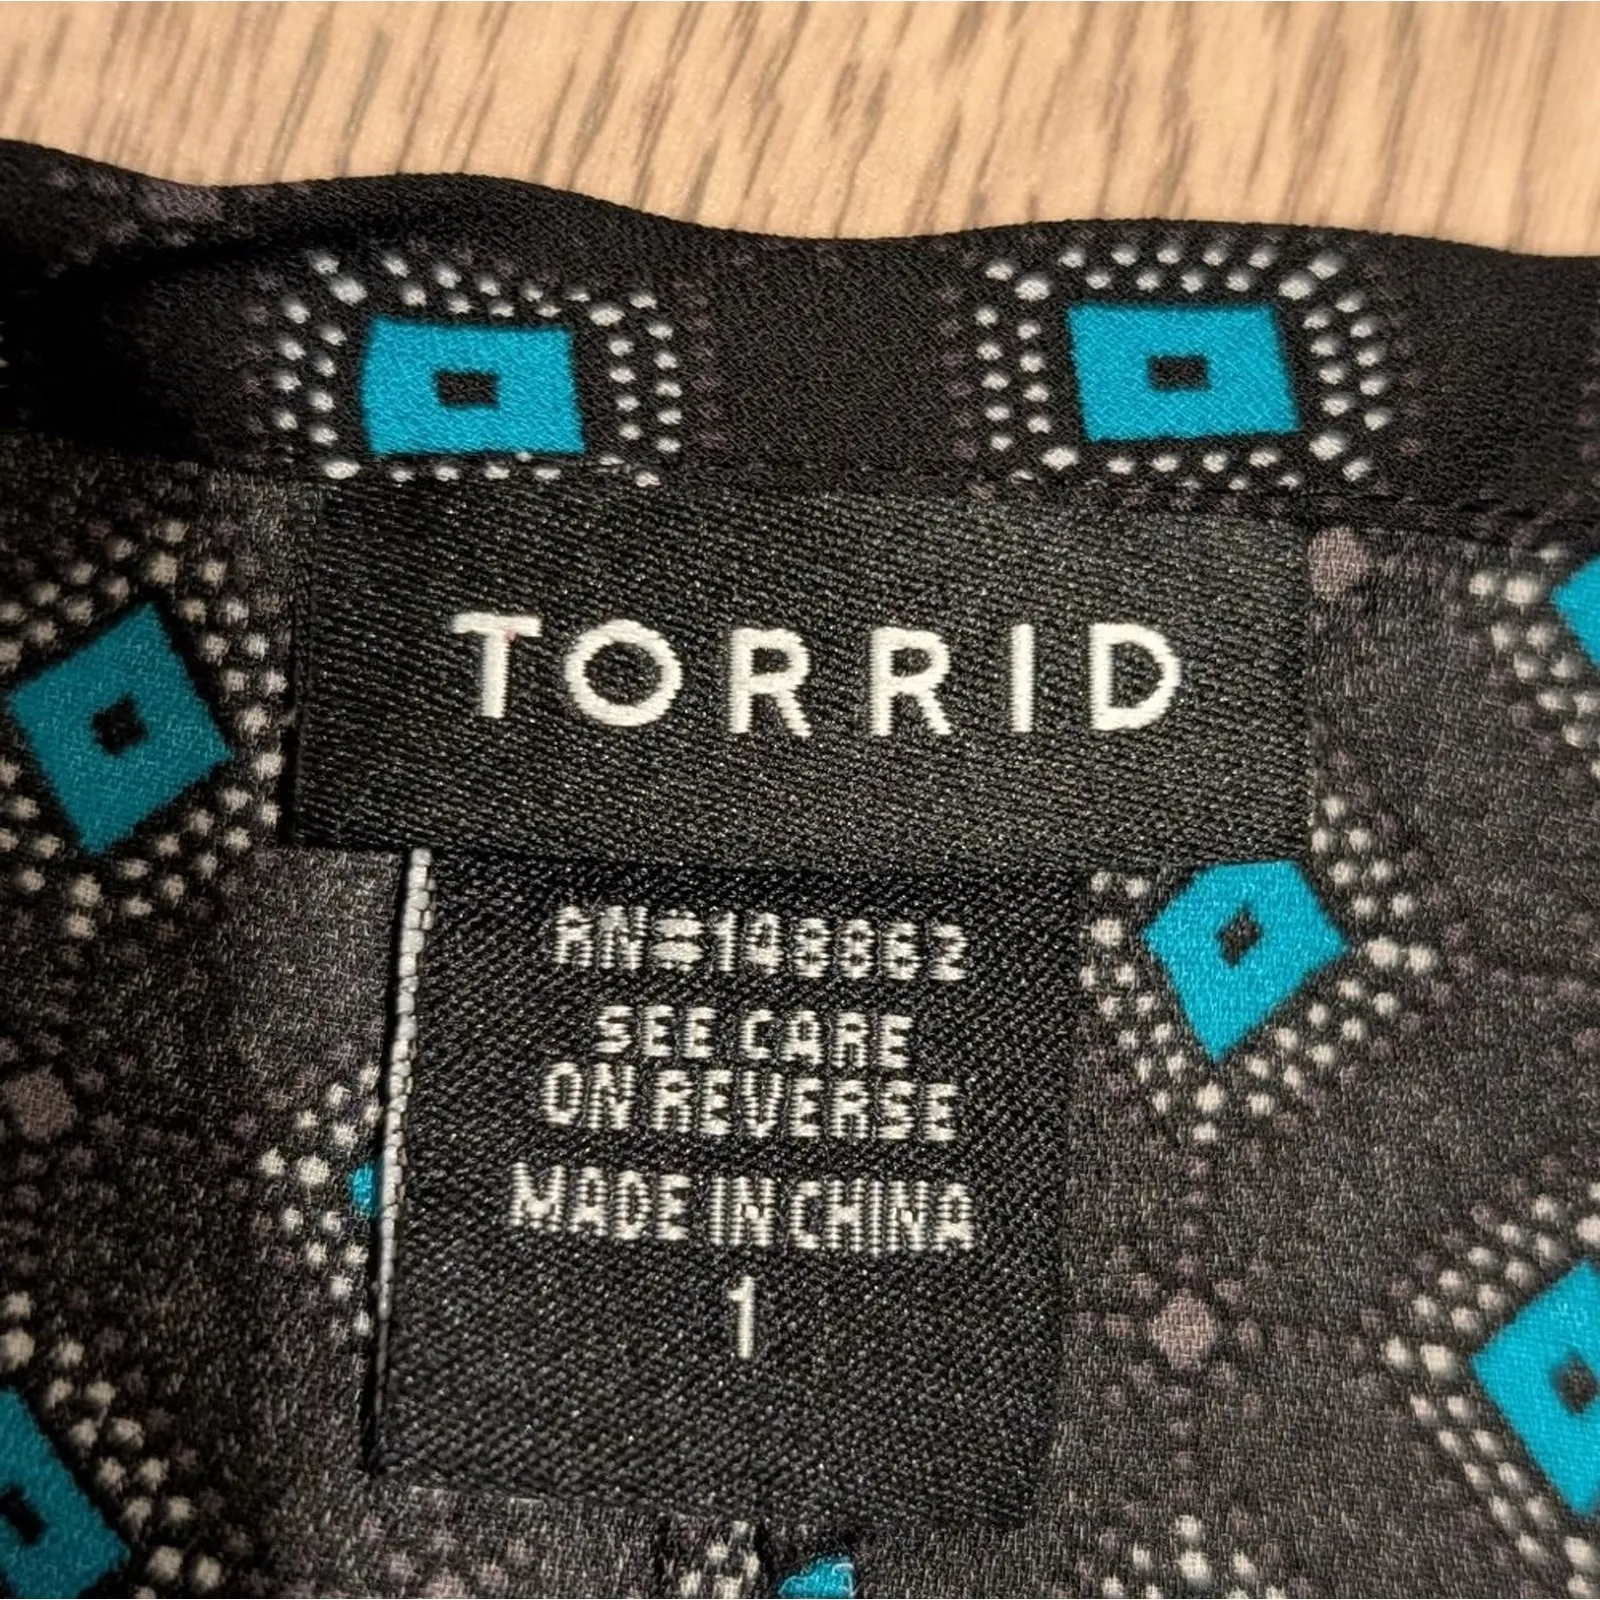 TORRID
RN#148862
SEE CARE
ON REVERSE
MADE IN CHINA
1